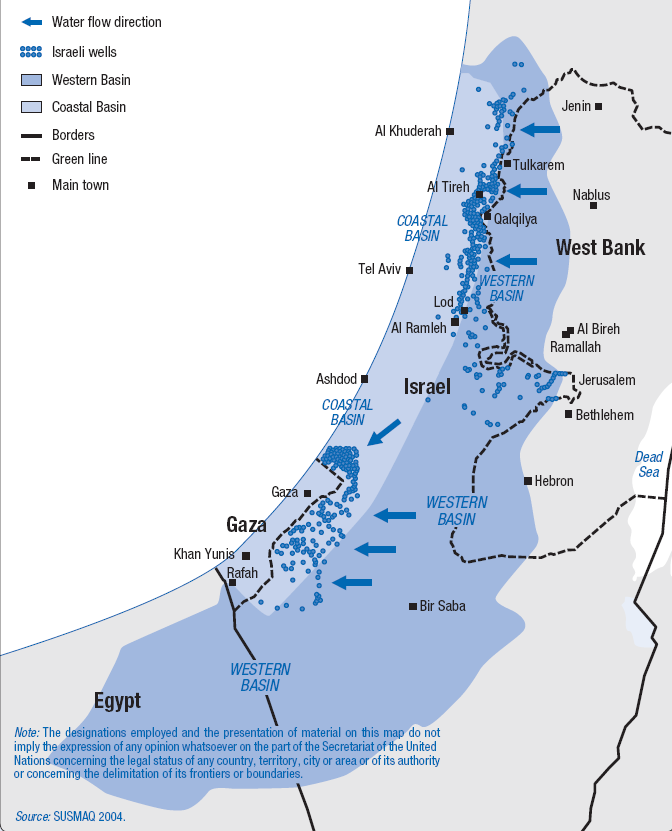 Water flow direction
Israeli wells
Western Basin
Coastal Basin
Borders
Green line
Main town
Jenin
Al Khuderah
Tulkarem
Al Tireh
Nablus
Qalqilya
COASTAL
BASIN
West Bank
Tel Aviv
WESTERN
BASIN
Lod
Al Ramleh
Al Bireh
Ramallah
Ashdod
Israel
Jerusalem
COASTAL
BASIN
Bethlehem
Dead
Sea
Hebron
Gaza
WESTERN
BASIN
Gaza
Khan Yunis
Rafah
Bir Saba
WESTERN
BASIN
Egypt
Note: The designations employed and the presentation of material on this map do not
imply the expression of any opinion whatsoever on the part of the Secretariat of the United
Nations concerning the legal status of any country, territory, city or area or of its authority
or concerning the delimitation of its frontiers or boundaries.
Source: SUSMAQ 2004.